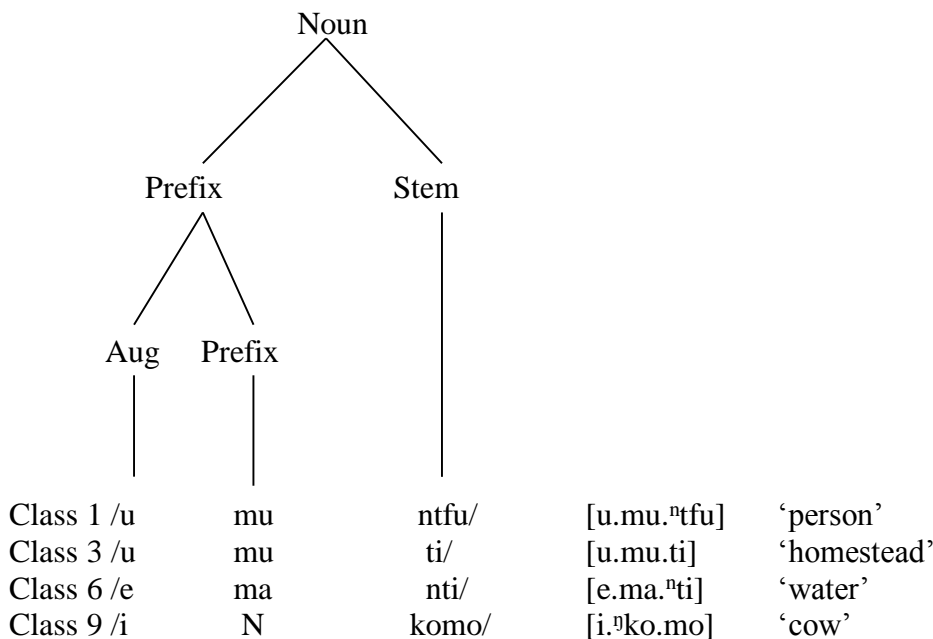 Noun
Prefix Stem
Aug Prefix
Class 1 /u mu ntfu/ [u.mu.ⁿtfu] ‘person’
Class 3 /u mu ti/ [u.mu.ti] ‘homestead’
Class 6 /e ma nti/ [e.ma.ⁿti] ‘water’
Class 9 /i N komo/ [i.ᵑko.mo] ‘cow’